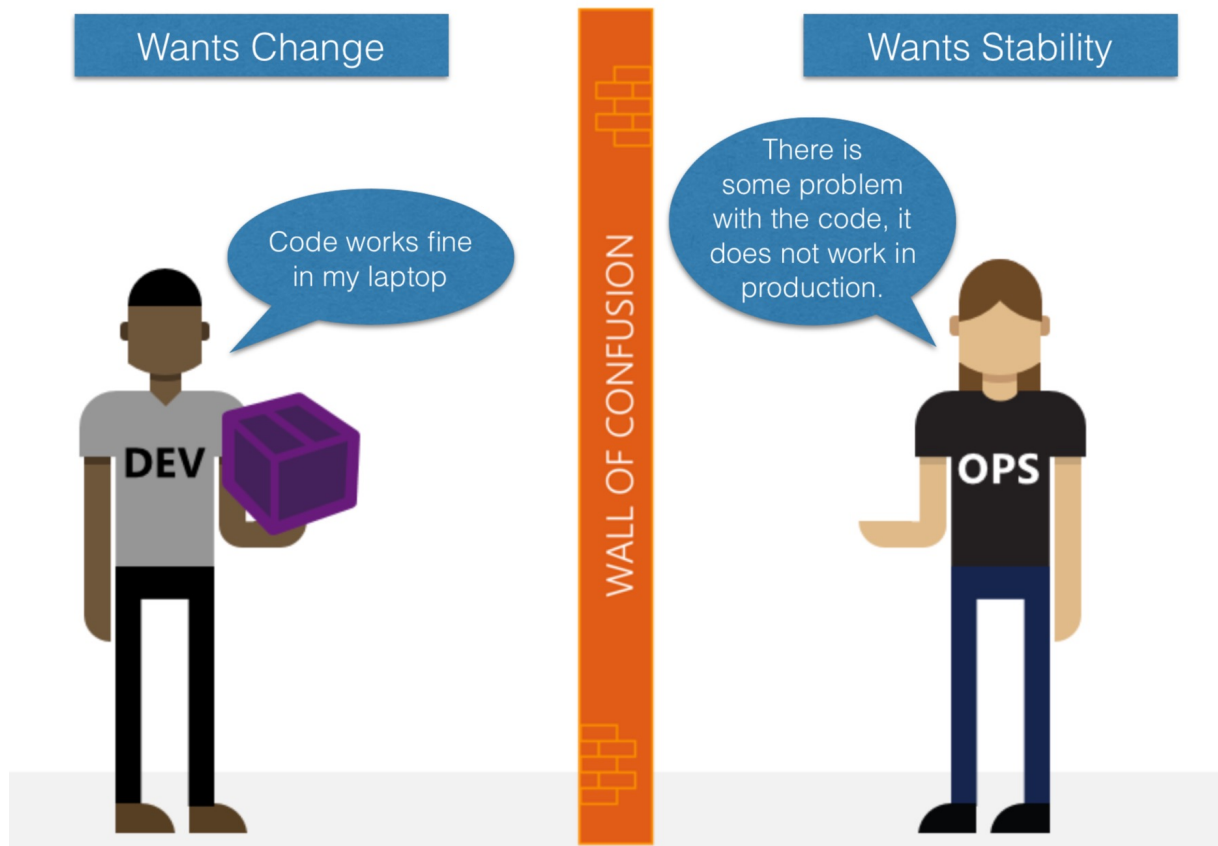 Wants Change
Wants Stability
There is
some problem
with the code, it
does not work in
production.
Code works fine
in my laptop
WALL OF CONFUSION
DEV
OPS